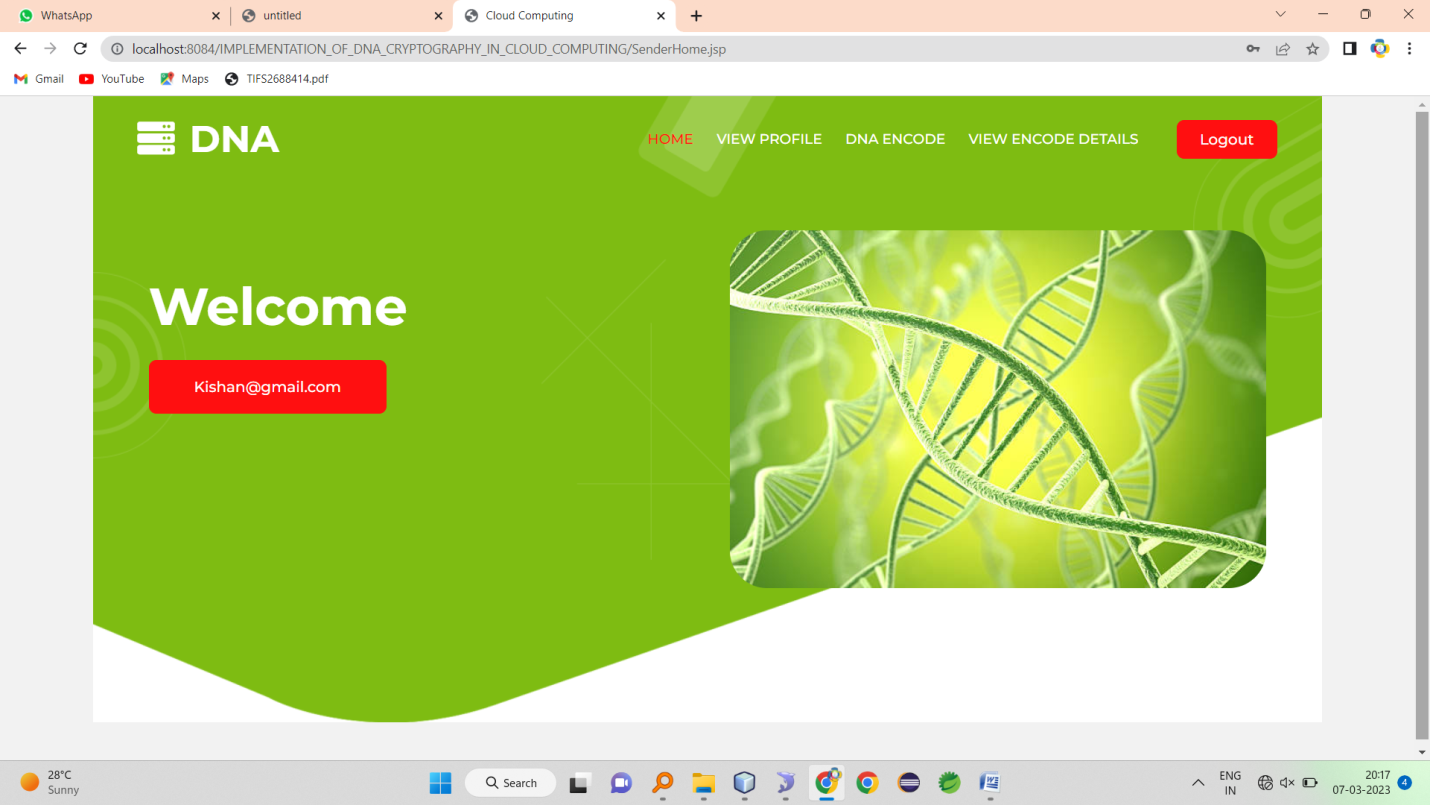 WhatsApp
untitled
Cloud Computing
localhost:8084/IMPLEMENTATION_OF_DNA_CRYPTOGRAPHY_IN_CLOUD_COMPUTING/SenderHome.jsp
Gmail YouTube Maps TIFS2688414.pdf
DNA
HOME VIEW PROFILE DNA ENCODE VIEW ENCODE DETAILS Logout
Welcome
Kishan@gmail.com
28°C
Sunny
Search
ENG
IN
20:17
07-03-2023
4